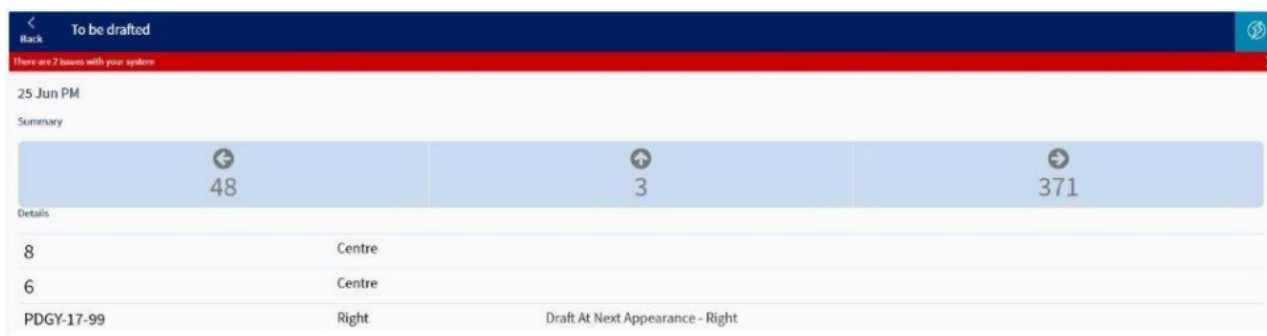 Back To be drafted
There are 2 issues with your system
25 Jun PM
Summary
48 3 371
Details
8 Centre
6 Centre
PDGY-17-99 Right Draft At Next Appearance - Right